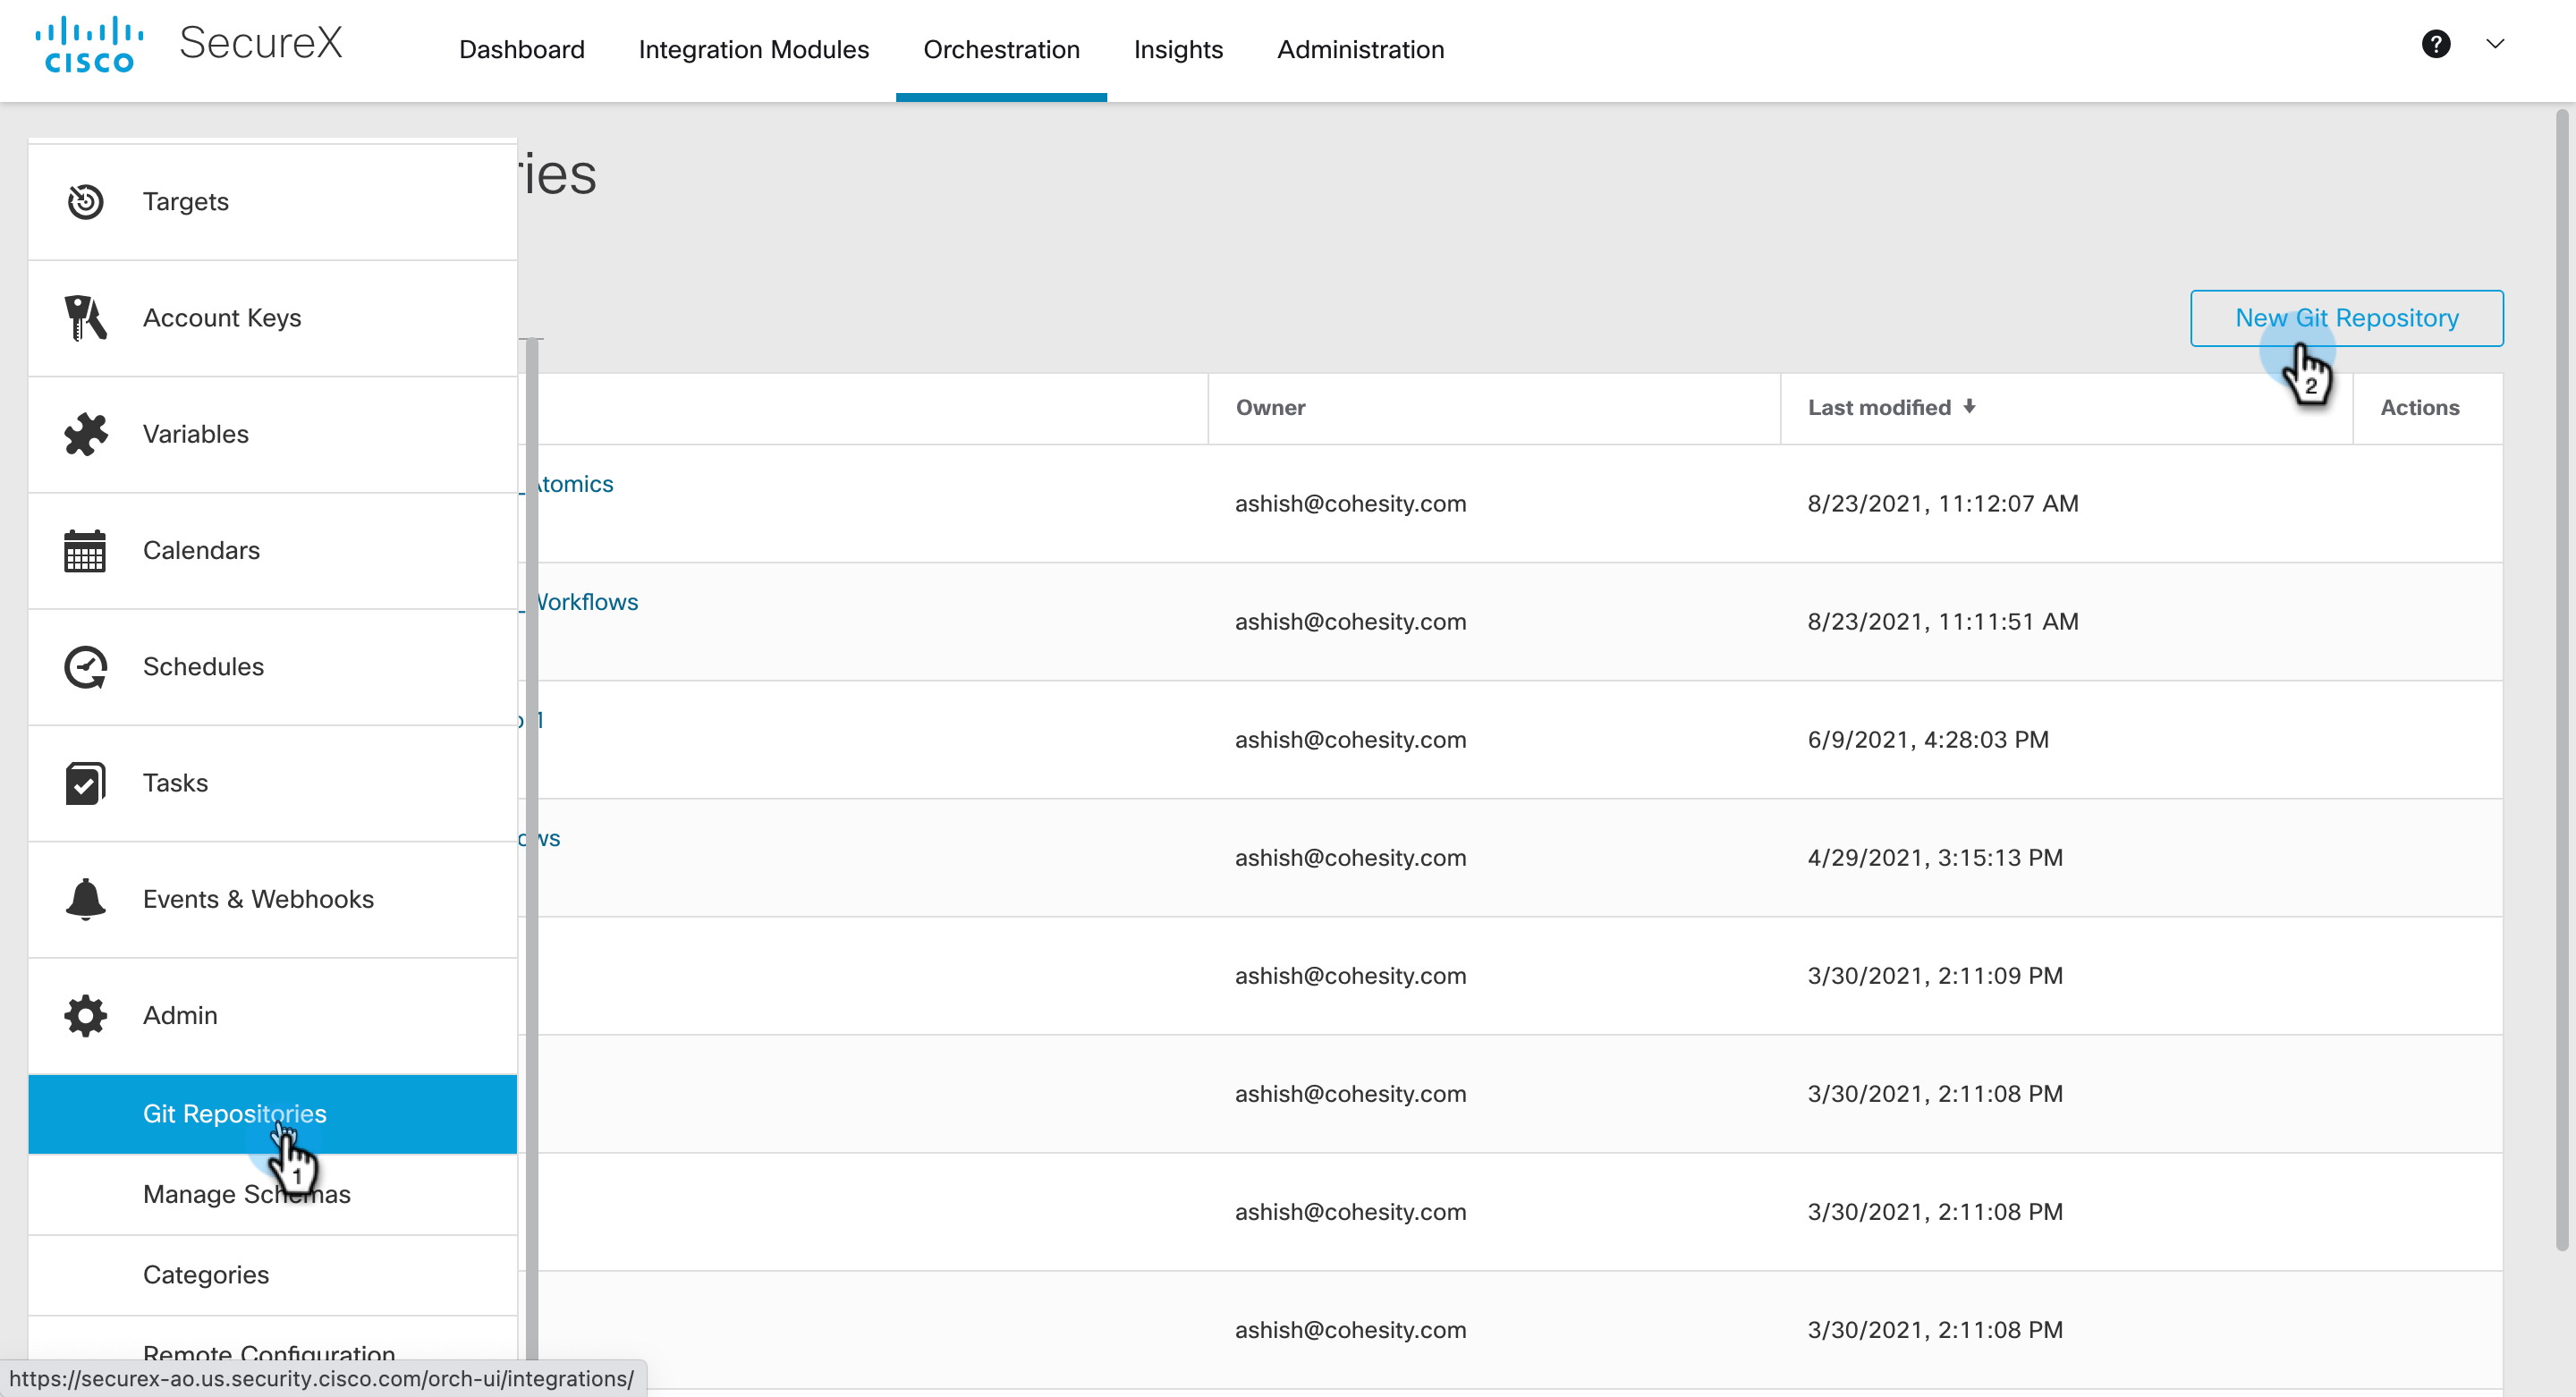 cisco SecureX Dashboard Integration Modules Orchestration Insights Administration ?
ries
New Git Repository
2
Owner Last modified Actions
_Atomics
ashish@cohesity.com 8/23/2021, 11:12:07 AM
_Workflows
ashish@cohesity.com 8/23/2021, 11:11:51 AM
ashish@cohesity.com 6/9/2021, 4:28:03 PM
ows
ashish@cohesity.com 4/29/2021, 3:15:13 PM
ashish@cohesity.com 3/30/2021, 2:11:09 PM
ashish@cohesity.com 3/30/2021, 2:11:08 PM
ashish@cohesity.com 3/30/2021, 2:11:08 PM
ashish@cohesity.com 3/30/2021, 2:11:08 PM
Targets
Account Keys
Variables
Calendars
Schedules
Tasks
Events & Webhooks
Admin
Git Repositories
1
Manage Schemas
Categories
Remote Configuration
https://securex-ao.us.security.cisco.com/orch-ui/integrations/